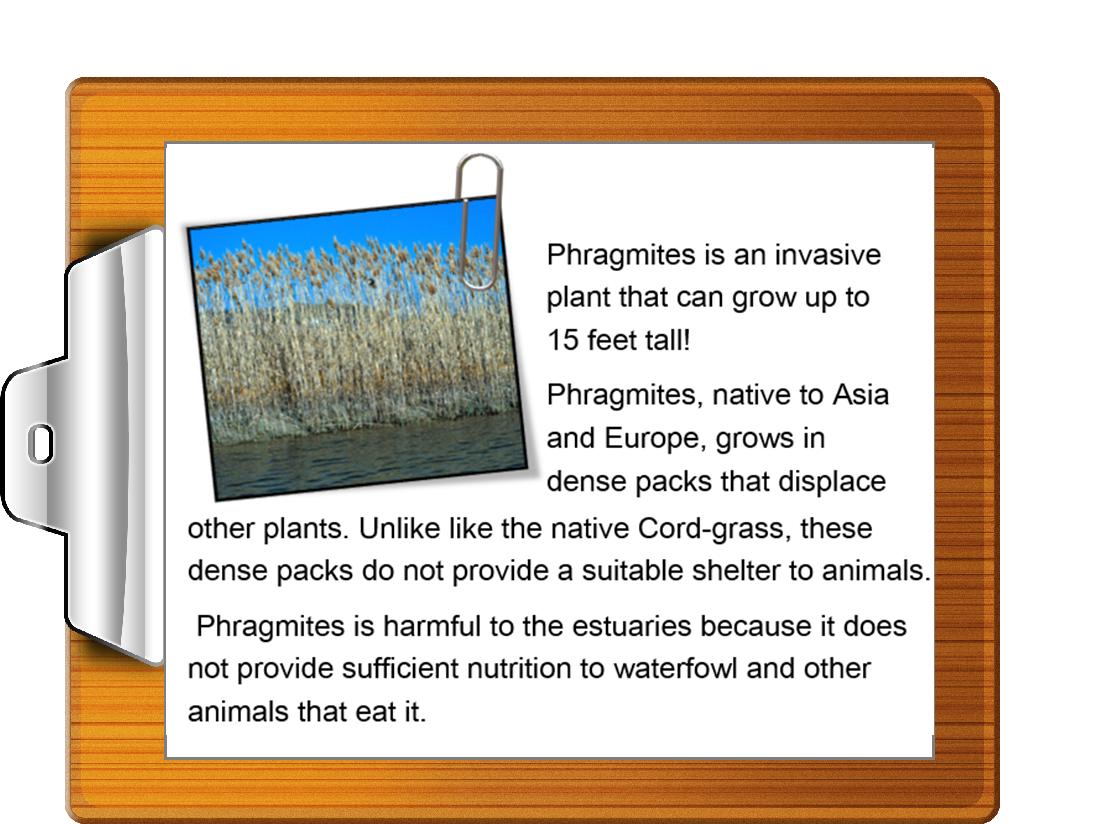 Phragmites is an invasive
plant that can grow up to
15 feet tall!
Phragmites, native to Asia
and Europe, grows in
dense packs that displace
other plants. Unlike like the native Cord-grass, these
dense packs do not provide a suitable shelter to animals.
Phragmites is harmful to the estuaries because it does
not provide sufficient nutrition to waterfowl and other
animals that eat it.